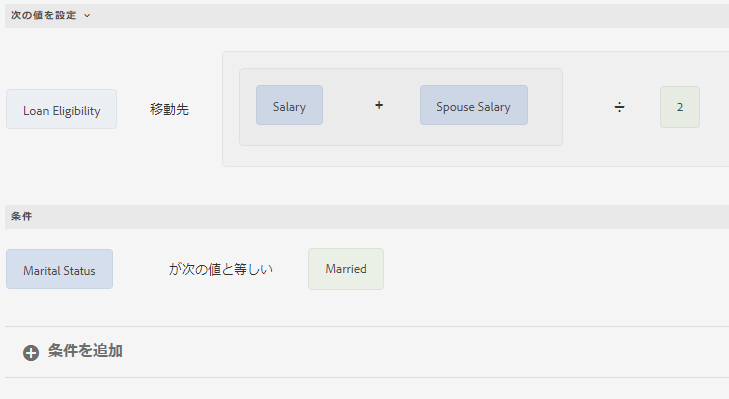 次の値を設定
Loan Eligibility 移動先 Salary + Spouse Salary ÷ 2
条件
Marital Status が次の値と等しい Married
条件を追加